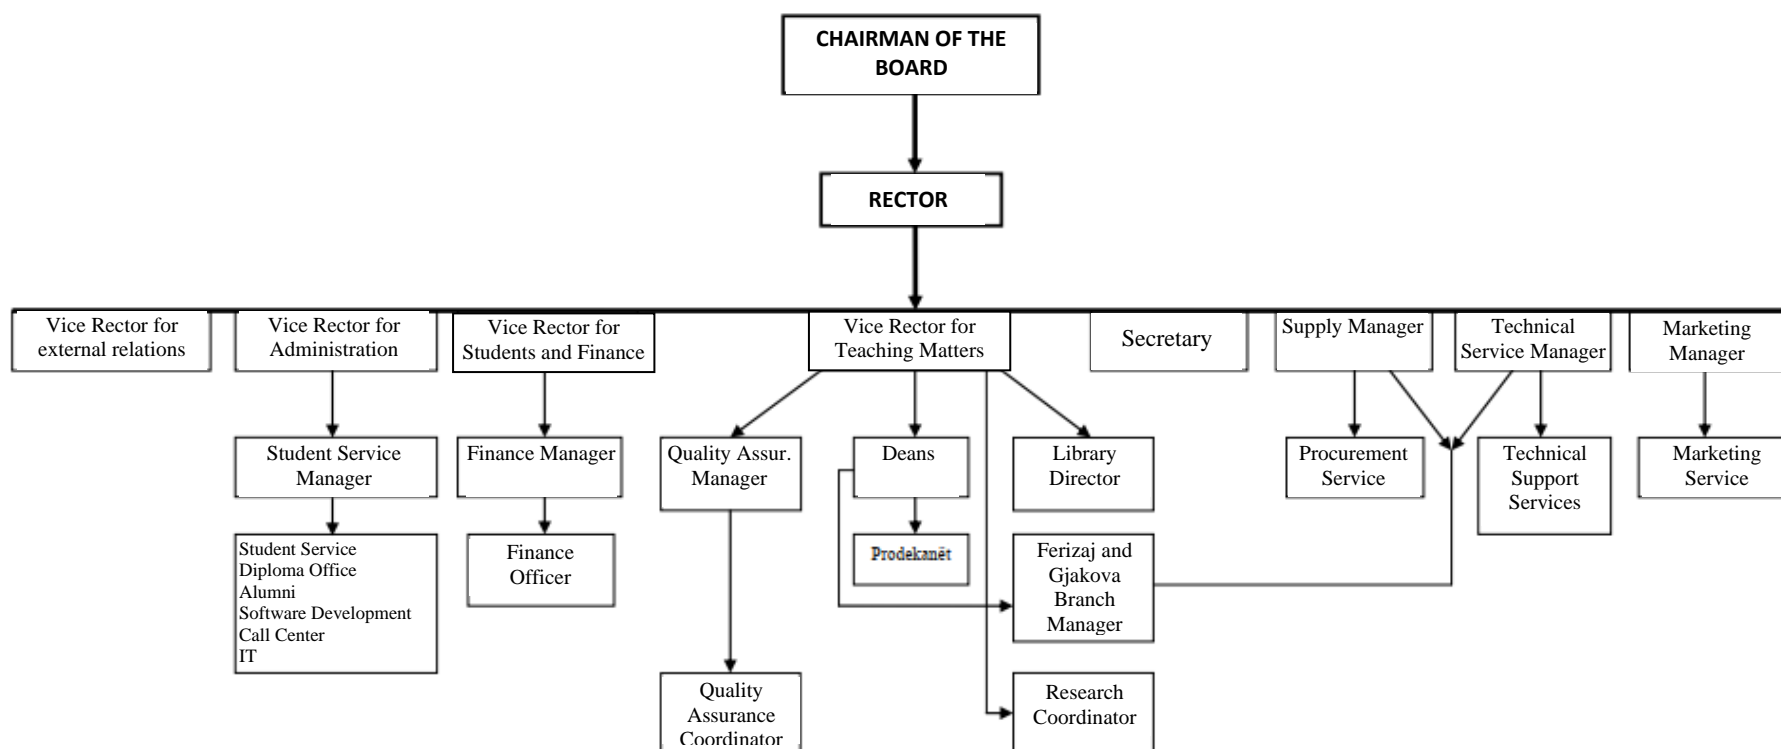 CHAIRMAN OF THE
BOARD
RECTOR
Vice Rector for
external relations
Vice Rector for
Administration
Vice Rector for
Students and Finance
Vice Rector for
Teaching Matters
Secretary
Supply Manager
Technical
Service Manager
Marketing
Manager
Student Service
Manager
Finance Manager
Quality Assur.
Manager
Deans
Library
Director
Procurement
Service
Technical
Support
Services
Marketing
Service
Student Service
Diploma Office
Alumni
Software Development
Call Center
IT
Finance
Officer
Prodekanët
Ferizaj and
Gjakova
Branch
Manager
Quality
Assurance
Coordinator
Research
Coordinator